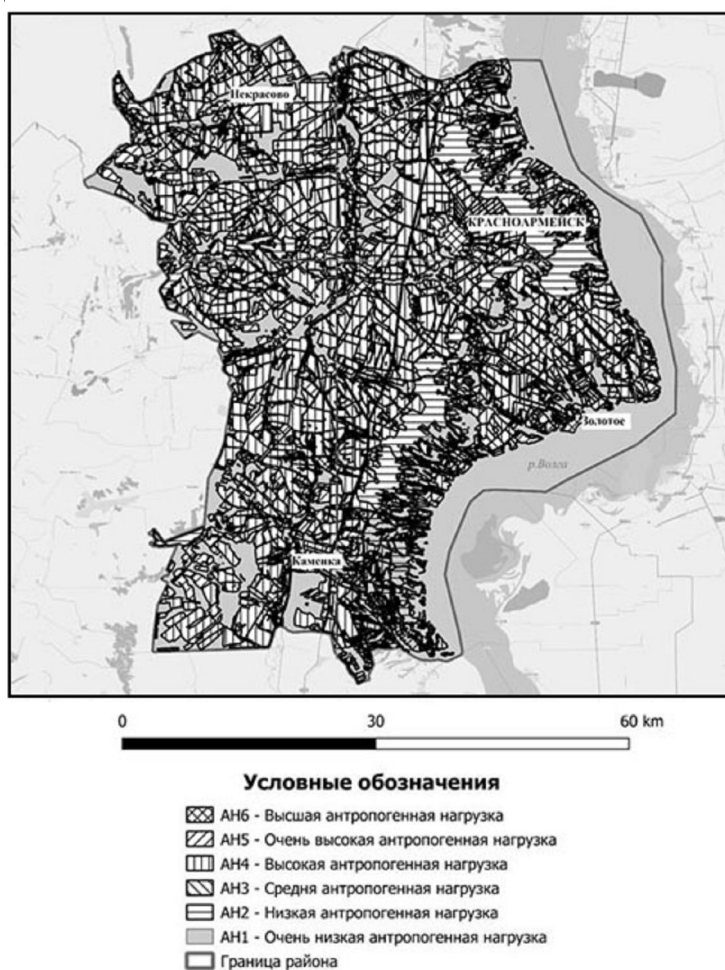 Некрасово
КРАСНОАРМЕЙСК
Золотое
р.Волга
Каменка
0 30 60 km
Условные обозначения
АН6 - Высшая антропогенная нагрузка
АН5 - Очень высокая антропогенная нагрузка
АН4 - Высокая антропогенная нагрузка
АН3 - Средня антропогенная нагрузка
АН2 - Низкая антропогенная нагрузка
АН1 - Очень низкая антропогенная нагрузка
Граница района